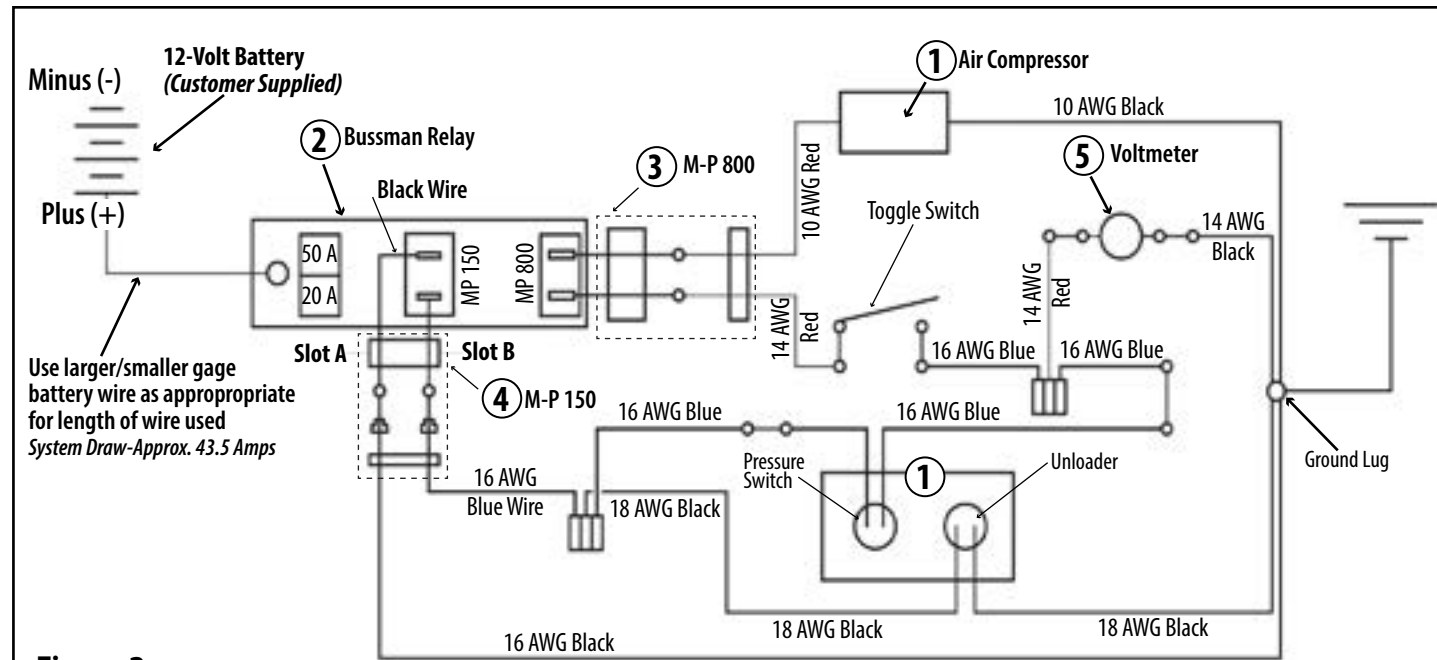 12-Volt Battery
(Customer Supplied)
Minus (-)
Plus (+)
2 Bussman Relay
Black Wire
50 A
20 A
MP 150
MP 800
3 M-P 800
1 Air Compressor
10 AWG Black
10 AWG Red
5 Voltmeter
Toggle Switch
14 AWG
Black
14 AWG
Red
14 AWG
Red
16 AWG Blue
16 AWG Blue
Slot A
Slot B
4 M-P 150
Use larger/smaller gage
battery wire as appropropriate
for length of wire used
System Draw-Approx. 43.5 Amps
16 AWG Blue
16 AWG Blue
Pressure
Switch
1
Unloader
Ground Lug
16 AWG
Blue Wire
18 AWG Black
18 AWG Black
18 AWG Black
16 AWG Black